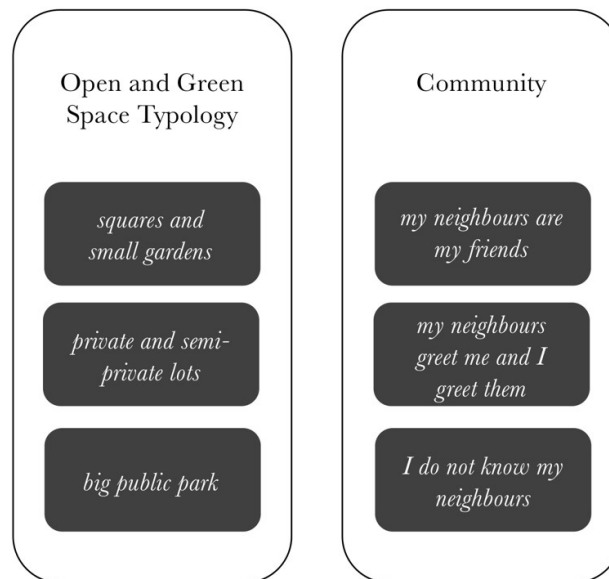 Open and Green
Space Typology
squares and
small gardens
private and semi-
private lots
big public park
Community
my neighbours are
my friends
my neighbours
greet me and I
greet them
I do not know my
neighbours